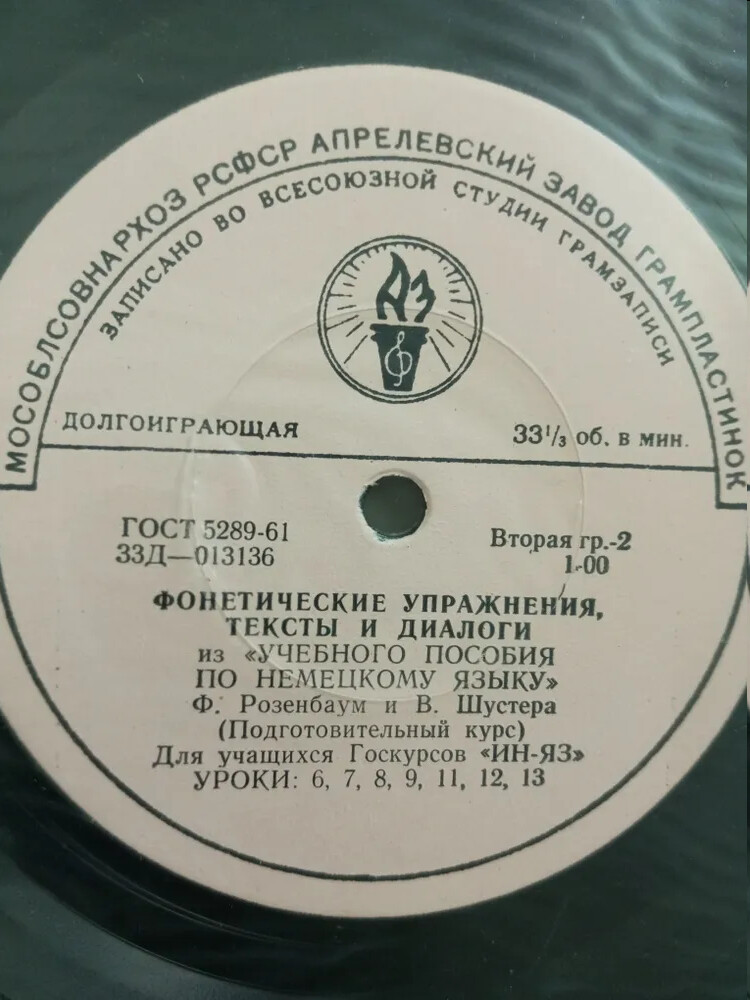 МОСОБЛСОВНАРХОЗ РСФСР АПРЕЛЕВСКИЙ ЗАВОД ГРАМПЛАСТИНОК
ЗАПИСАНО ВО ВСЕСОЮЗНОЙ СТУДИИ ГРАМЗАПИСИ
АЗ
ДОЛГОИГРАЮЩАЯ
33 1/3 об. в мин.
ГОСТ 5289-61
33Д—013136
Вторая гр.-2
1-00
ФОНЕТИЧЕСКИЕ УПРАЖНЕНИЯ,
ТЕКСТЫ И ДИАЛОГИ
из «УЧЕБНОГО ПОСОБИЯ
ПО НЕМЕЦКОМУ ЯЗЫКУ»
Ф. Розенбаум и В. Шустера
(Подготовительный курс)
Для учащихся Госкурсов «ИН-ЯЗ»
УРОКИ: 6, 7, 8, 9, 11, 12, 13